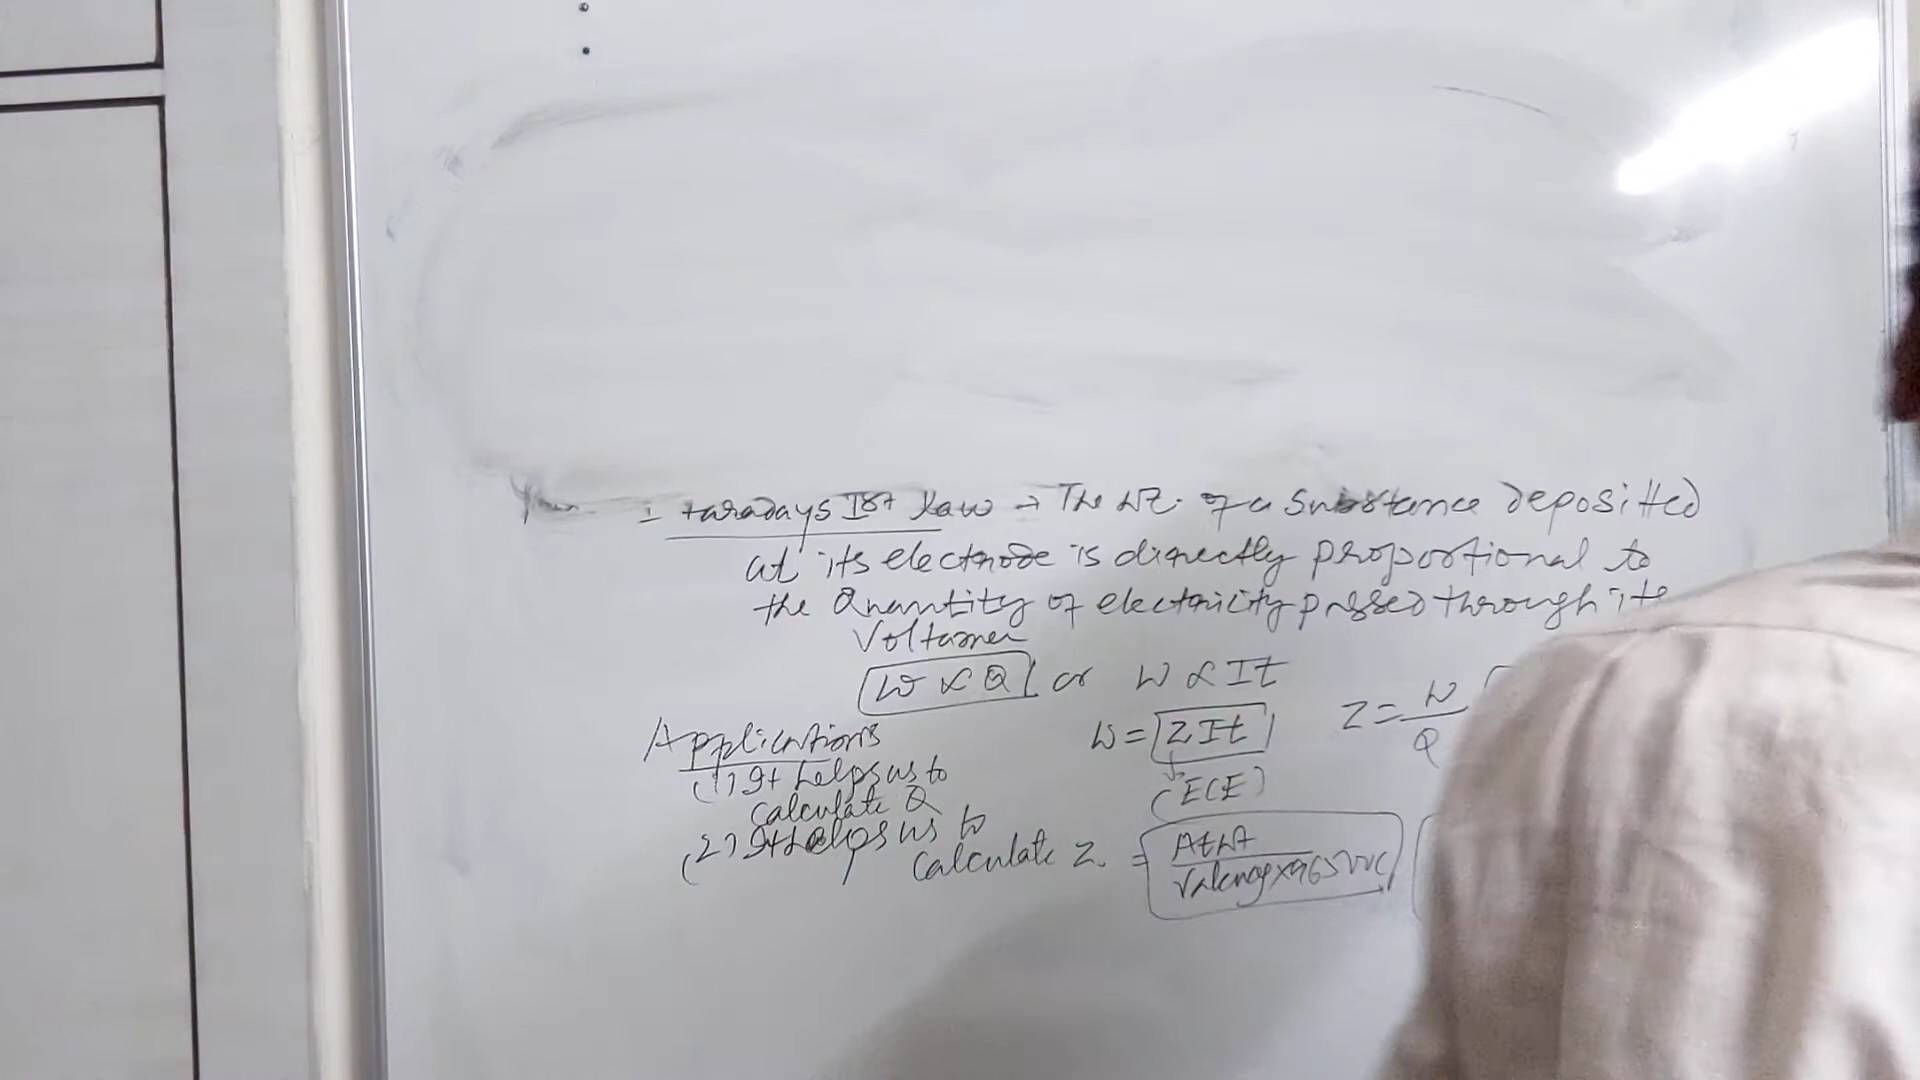 :- Faradays Ist Law → The Wt. of a Substance deposited
at its electrode is directly proportional to
the Quantity of electricity passed through its
Voltamer
W ∝ Q or W ∝ It
W = ZIt
Z = W/Q
(ECE)
Applications
(1) It helps us to
calculate Q
(2) It helps us to
calculate Z. = At Wt / Valency x 96500C